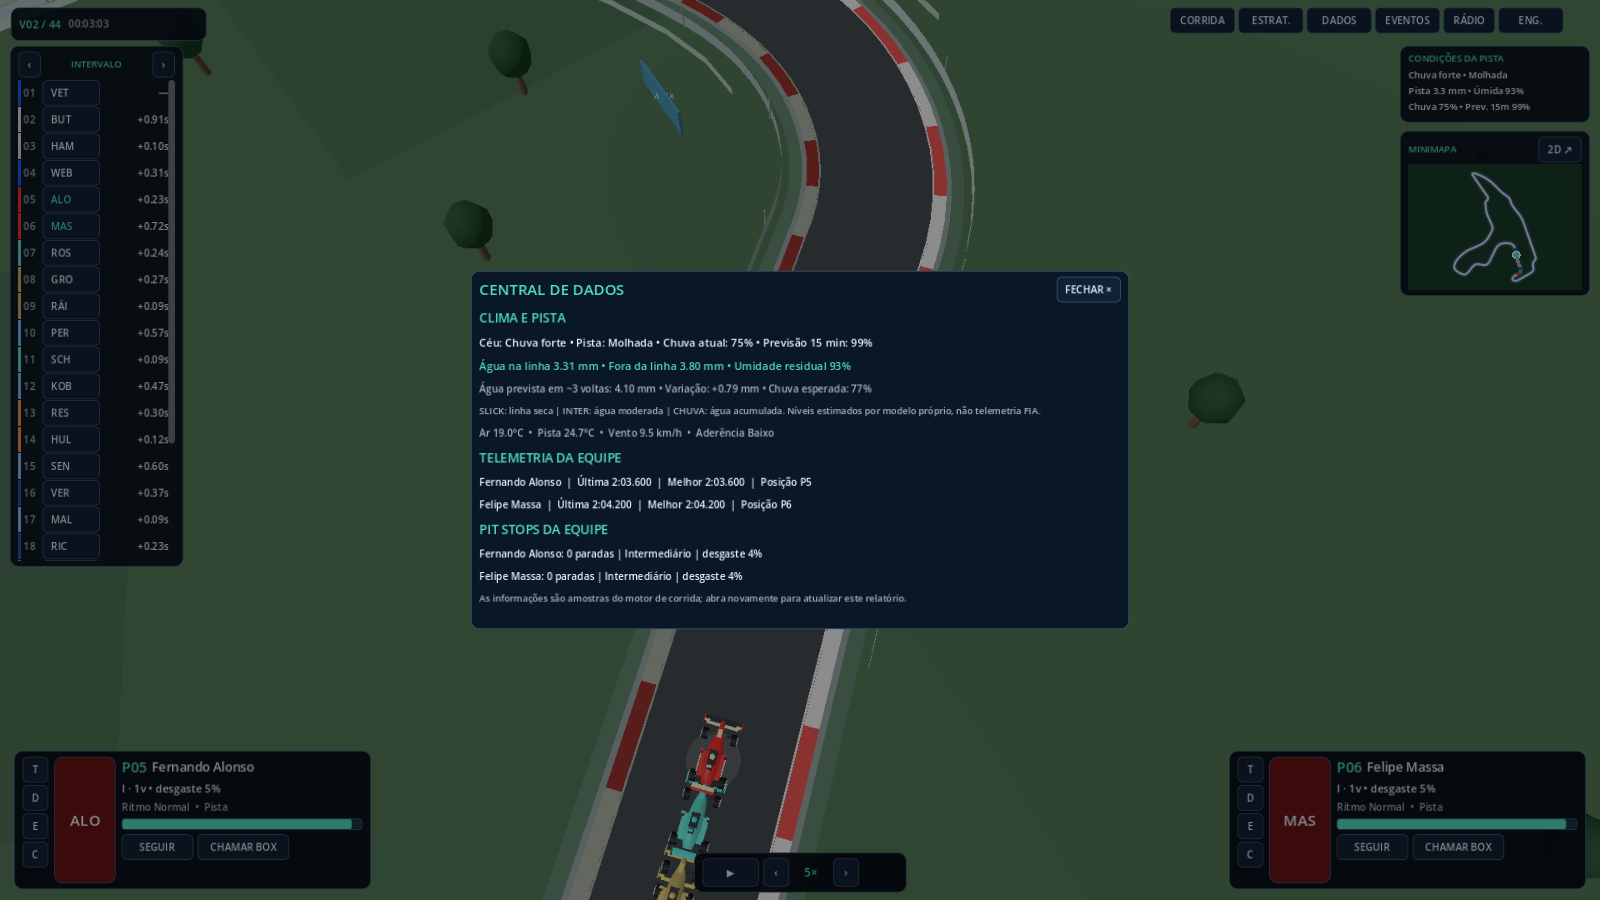 V02 / 44 00:03:03
CORRIDA ESTRAT. DADOS EVENTOS RÁDIO ENG.
‹ INTERVALO ›
01 VET —
02 BUT +0.91s
03 HAM +0.10s
04 WEB +0.31s
05 ALO +0.23s
06 MAS +0.72s
07 ROS +0.24s
08 GRO +0.27s
09 RÄI +0.09s
10 PER +0.57s
11 SCH +0.09s
12 KOB +0.47s
13 RES +0.30s
14 HUL +0.12s
15 SEN +0.60s
16 VER +0.37s
17 MAL +0.09s
18 RIC +0.23s
CONDIÇÕES DA PISTA
Chuva forte • Molhada
Pista 3.3 mm • Úmida 93%
Chuva 75% • Prev. 15m 99%
MINIMAPA 2D ↗
CENTRAL DE DADOS FECHAR ×
CLIMA E PISTA
Céu: Chuva forte • Pista: Molhada • Chuva atual: 75% • Previsão 15 min: 99%
Água na linha 3.31 mm • Fora da linha 3.80 mm • Umidade residual 93%
Água prevista em ~3 voltas: 4.10 mm • Variação: +0.79 mm • Chuva esperada: 77%
SLICK: linha seca | INTER: água moderada | CHUVA: água acumulada. Níveis estimados por modelo próprio, não telemetria FIA.
Ar 19.0°C • Pista 24.7°C • Vento 9.5 km/h • Aderência Baixo
TELEMETRIA DA EQUIPE
Fernando Alonso | Última 2:03.600 | Melhor 2:03.600 | Posição P5
Felipe Massa | Última 2:04.200 | Melhor 2:04.200 | Posição P6
PIT STOPS DA EQUIPE
Fernando Alonso: 0 paradas | Intermediário | desgaste 4%
Felipe Massa: 0 paradas | Intermediário | desgaste 4%
As informações são amostras do motor de corrida; abra novamente para atualizar este relatório.
T
D
E
C
ALO
P05 Fernando Alonso
I · 1v • desgaste 5%
Ritmo Normal • Pista
SEGUIR CHAMAR BOX
▶ ‹ 5× ›
T
D
E
C
MAS
P06 Felipe Massa
I · 1v • desgaste 5%
Ritmo Normal • Pista
SEGUIR CHAMAR BOX